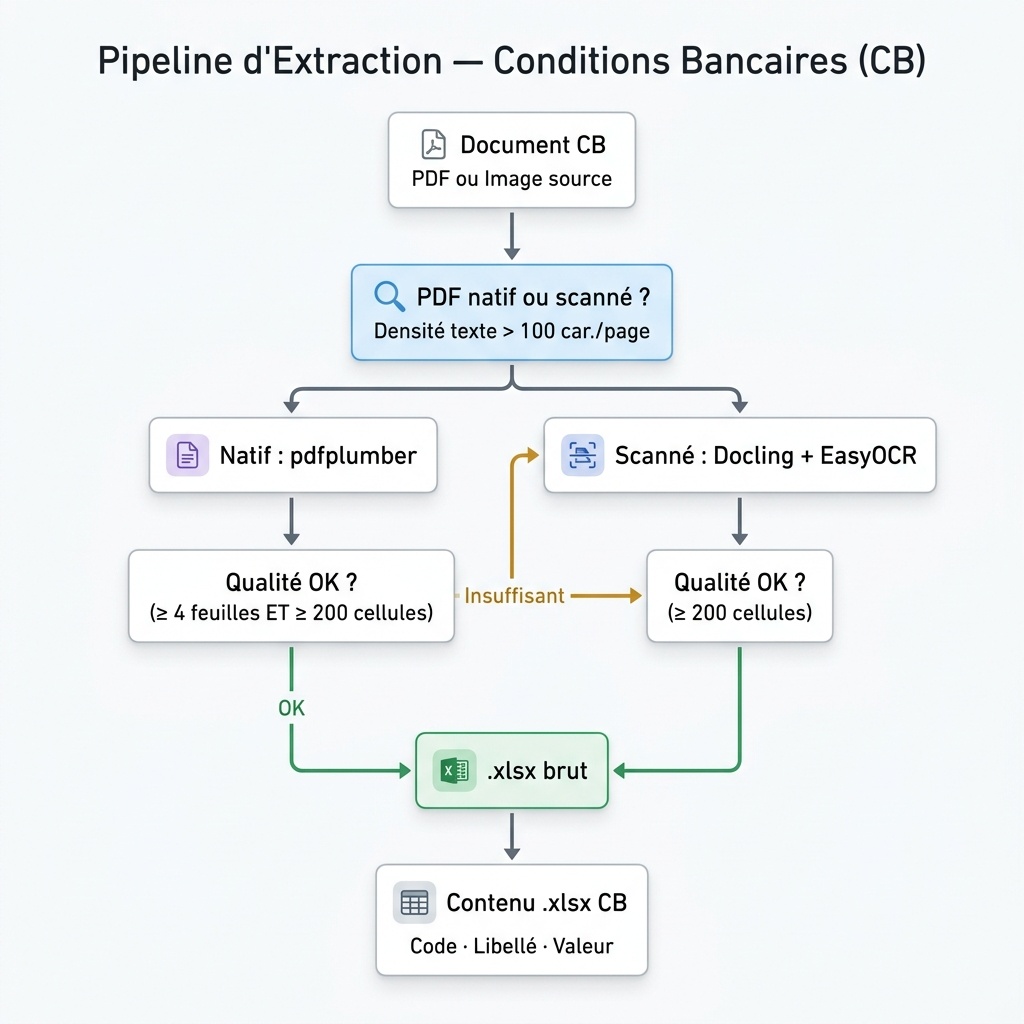 Pipeline d'Extraction — Conditions Bancaires (CB)
Document CB
PDF ou Image source
PDF natif ou scanné ?
Densité texte > 100 car./page
Natif : pdfplumber
Scanné : Docling + EasyOCR
Qualité OK ?
(≥ 4 feuilles ET ≥ 200 cellules)
Insuffisant
Qualité OK ?
(≥ 200 cellules)
OK
X
.xlsx brut
Contenu .xlsx CB
Code · Libellé · Valeur